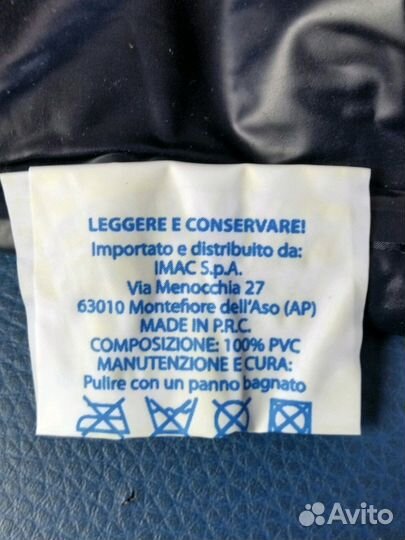 LEGGERE E CONSERVARE!
Importato e distribuito da:
IMAC S.p.A.
Via Menocchia 27
63010 Montefiore dell'Aso (AP)
MADE IN P.R.C.
COMPOSIZIONE: 100% PVC
MANUTENZIONE E CURA:
Pulire con un panno bagnato
Avito